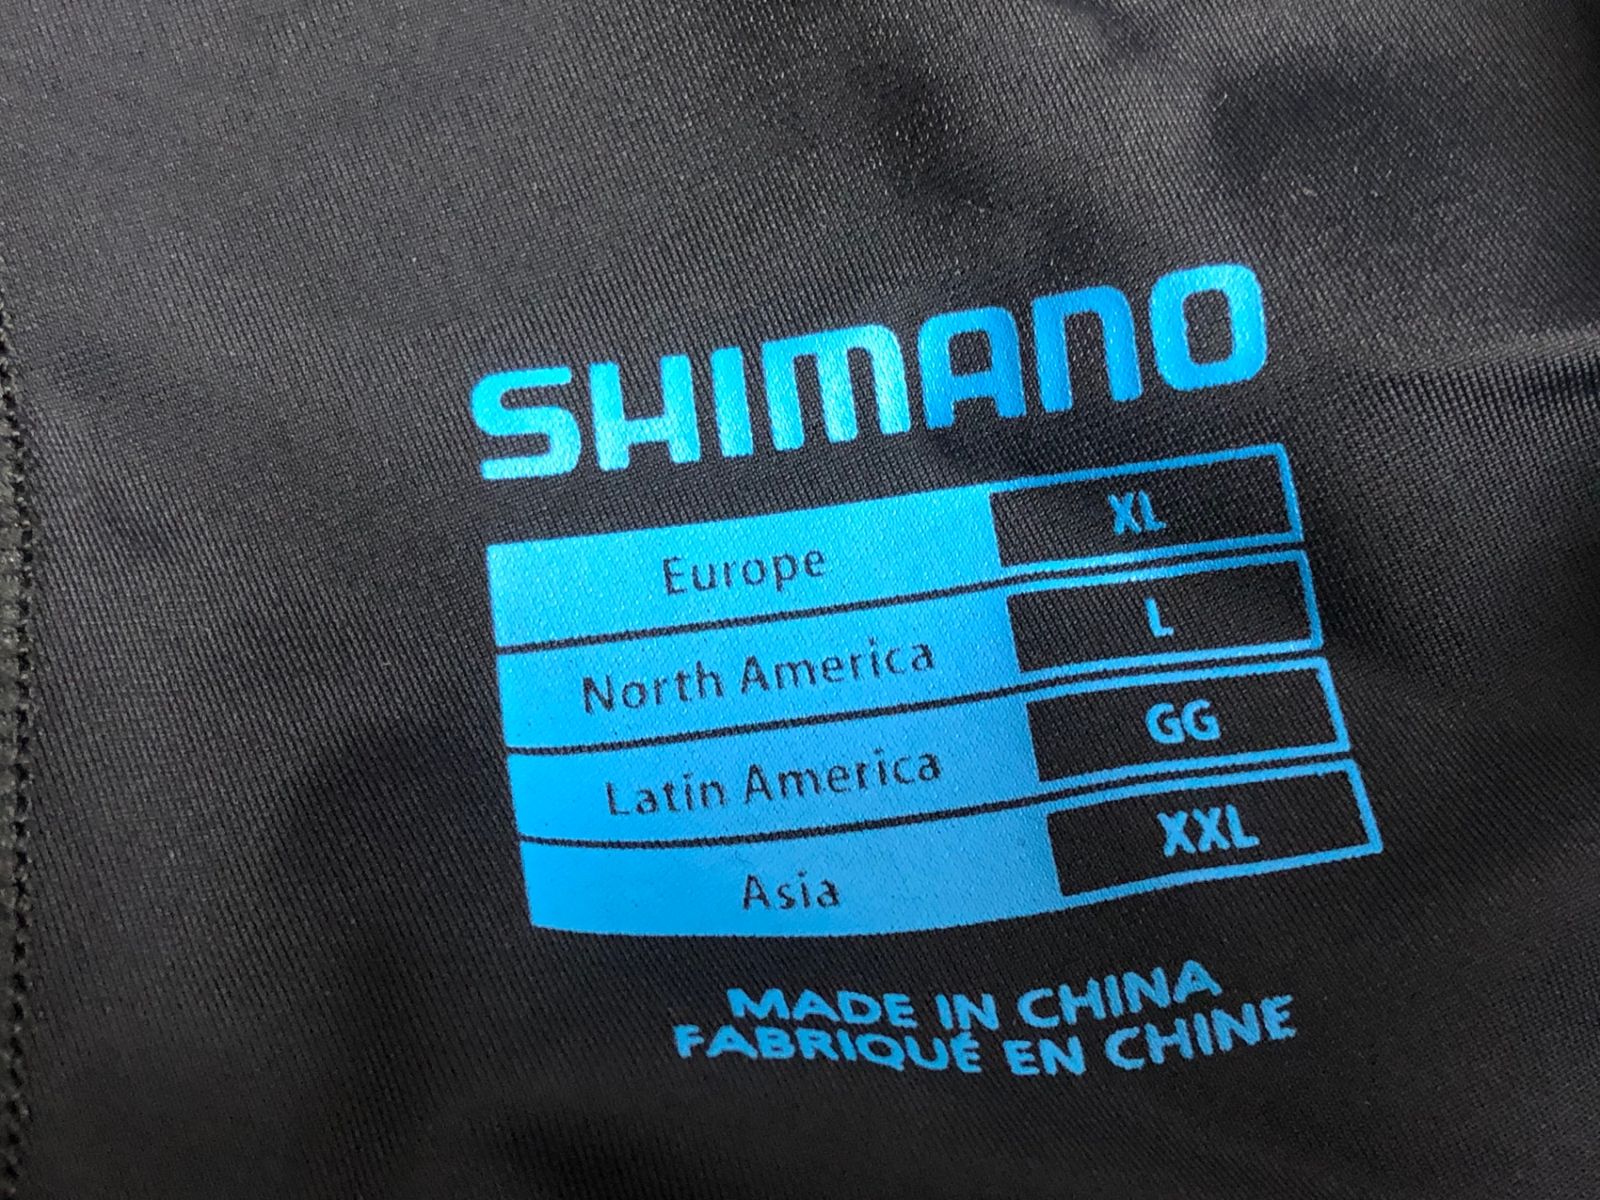 SHIMANO
Europe XL
North America L
Latin America GG
Asia XXL
MADE IN CHINA
FABRIQUÉ EN CHINE